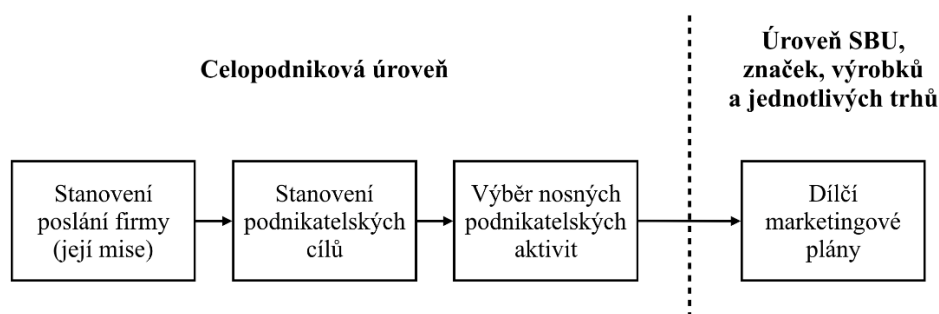 Celopodniková úroveň
Úroveň SBU,
značek, výrobků
a jednotlivých trhů
Stanovení
poslání firmy
(její mise)
Stanovení
podnikatelských
cílů
Výběr nosných
podnikatelských
aktivit
Dílčí
marketingové
plány